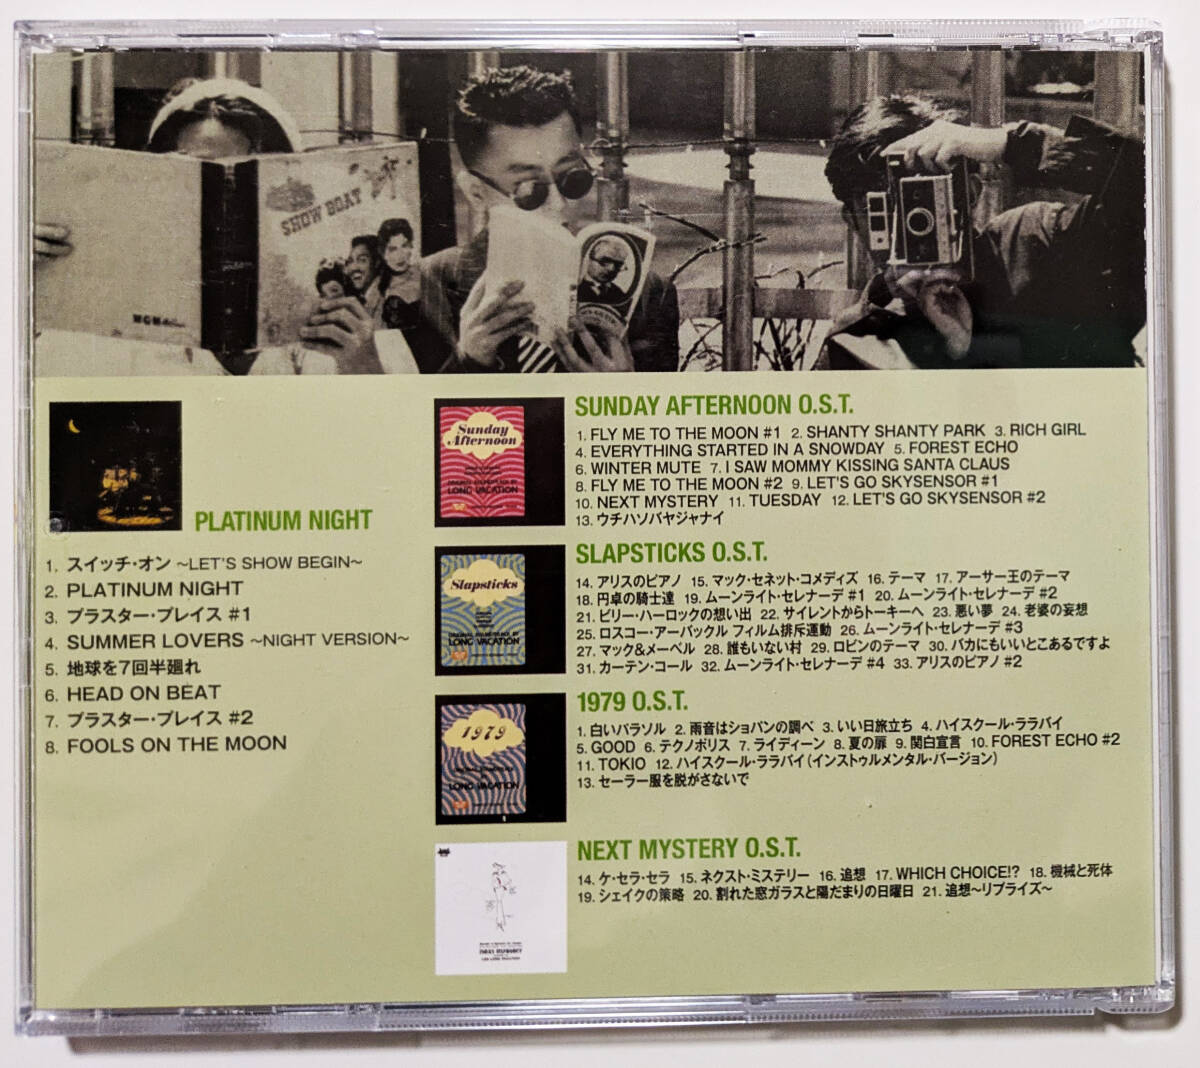 SHOW BOAT
MGM
PLATINUM NIGHT
1. スイッチ・オン ～LET'S SHOW BEGIN～
2. PLATINUM NIGHT
3. ブラスター・プレイス #1
4. SUMMER LOVERS ～NIGHT VERSION～
5. 地球を7回半廻れ
6. HEAD ON BEAT
7. ブラスター・プレイス #2
8. FOOLS ON THE MOON
Sunday
Afternoon
LONG VACATION
SUNDAY AFTERNOON O.S.T.
1. FLY ME TO THE MOON #1 2. SHANTY SHANTY PARK 3. RICH GIRL
4. EVERYTHING STARTED IN A SNOWDAY 5. FOREST ECHO
6. WINTER MUTE 7. I SAW MOMMY KISSING SANTA CLAUS
8. FLY ME TO THE MOON #2 9. LET'S GO SKYSENSOR #1
10. NEXT MYSTERY 11. TUESDAY 12. LET'S GO SKYSENSOR #2
13. ウチハソバヤジャナイ
Slapsticks
LONG VACATION
SLAPSTICKS O.S.T.
14. アリスのピアノ 15. マック・セネット・コメディズ 16. テーマ 17. アーサー王のテーマ
18. 円卓の騎士達 19. ムーンライト・セレナーデ #1 20. ムーンライト・セレナーデ #2
21. ビリー・ハーロックの想い出 22. サイレントからトーキーへ 23. 悪い夢 24. 老婆の妄想
25. ロスコー・アーバックル フィルム排斥運動 26. ムーンライト・セレナーデ #3
27. マック&メーベル 28. 誰もいない村 29. ロビンのテーマ 30. バカにもいいとこあるですよ
31. カーテン・コール 32. ムーンライト・セレナーデ #4 33. アリスのピアノ #2
1979
LONG VACATION
1979 O.S.T.
1. 白いパラソル 2. 雨音はショパンの調べ 3. いい日旅立ち 4. ハイスクール・ララバイ
5. GOOD 6. テクノポリス 7. ライディーン 8. 夏の扉 9. 関白宣言 10. FOREST ECHO #2
11. TOKIO 12. ハイスクール・ララバイ(インストゥルメンタル・バージョン)
13. セーラー服を脱がさないで
NEXT MYSTERY
NEXT MYSTERY O.S.T.
14. ケ・セラ・セラ 15. ネクスト・ミステリー 16. 追想 17. WHICH CHOICE!? 18. 機械と死体
19. シェイクの策略 20. 割れた窓ガラスと陽だまりの日曜日 21. 追想～リプライズ～